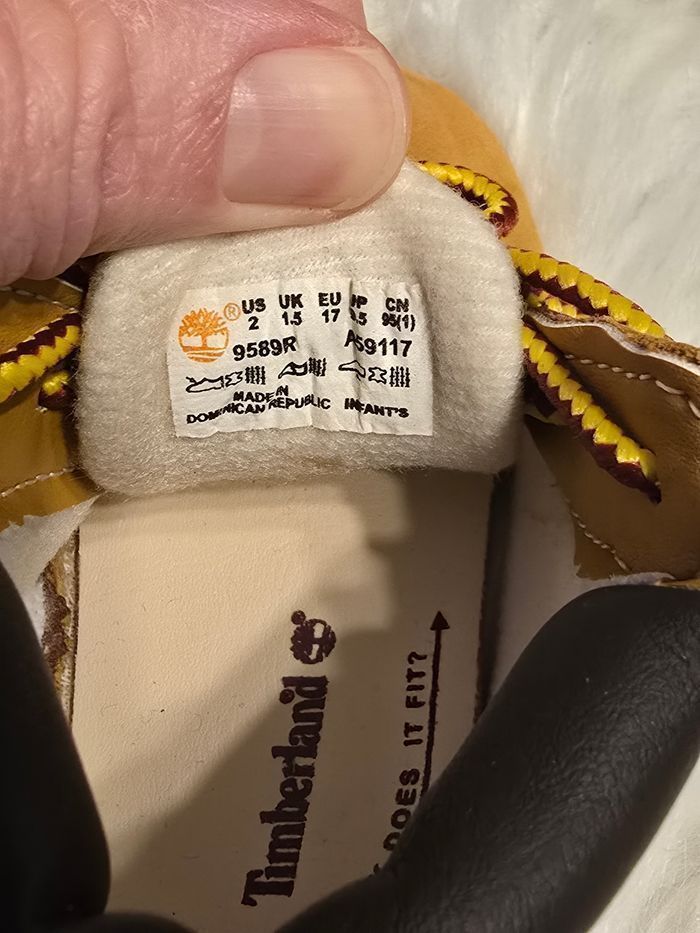 ® US UK EU JP CN
2 1.5 17 .5 95(1)
9589R A59117
MADE IN
DOMINICAN REPUBLIC INFANT'S
Timberland
DOES IT FIT?